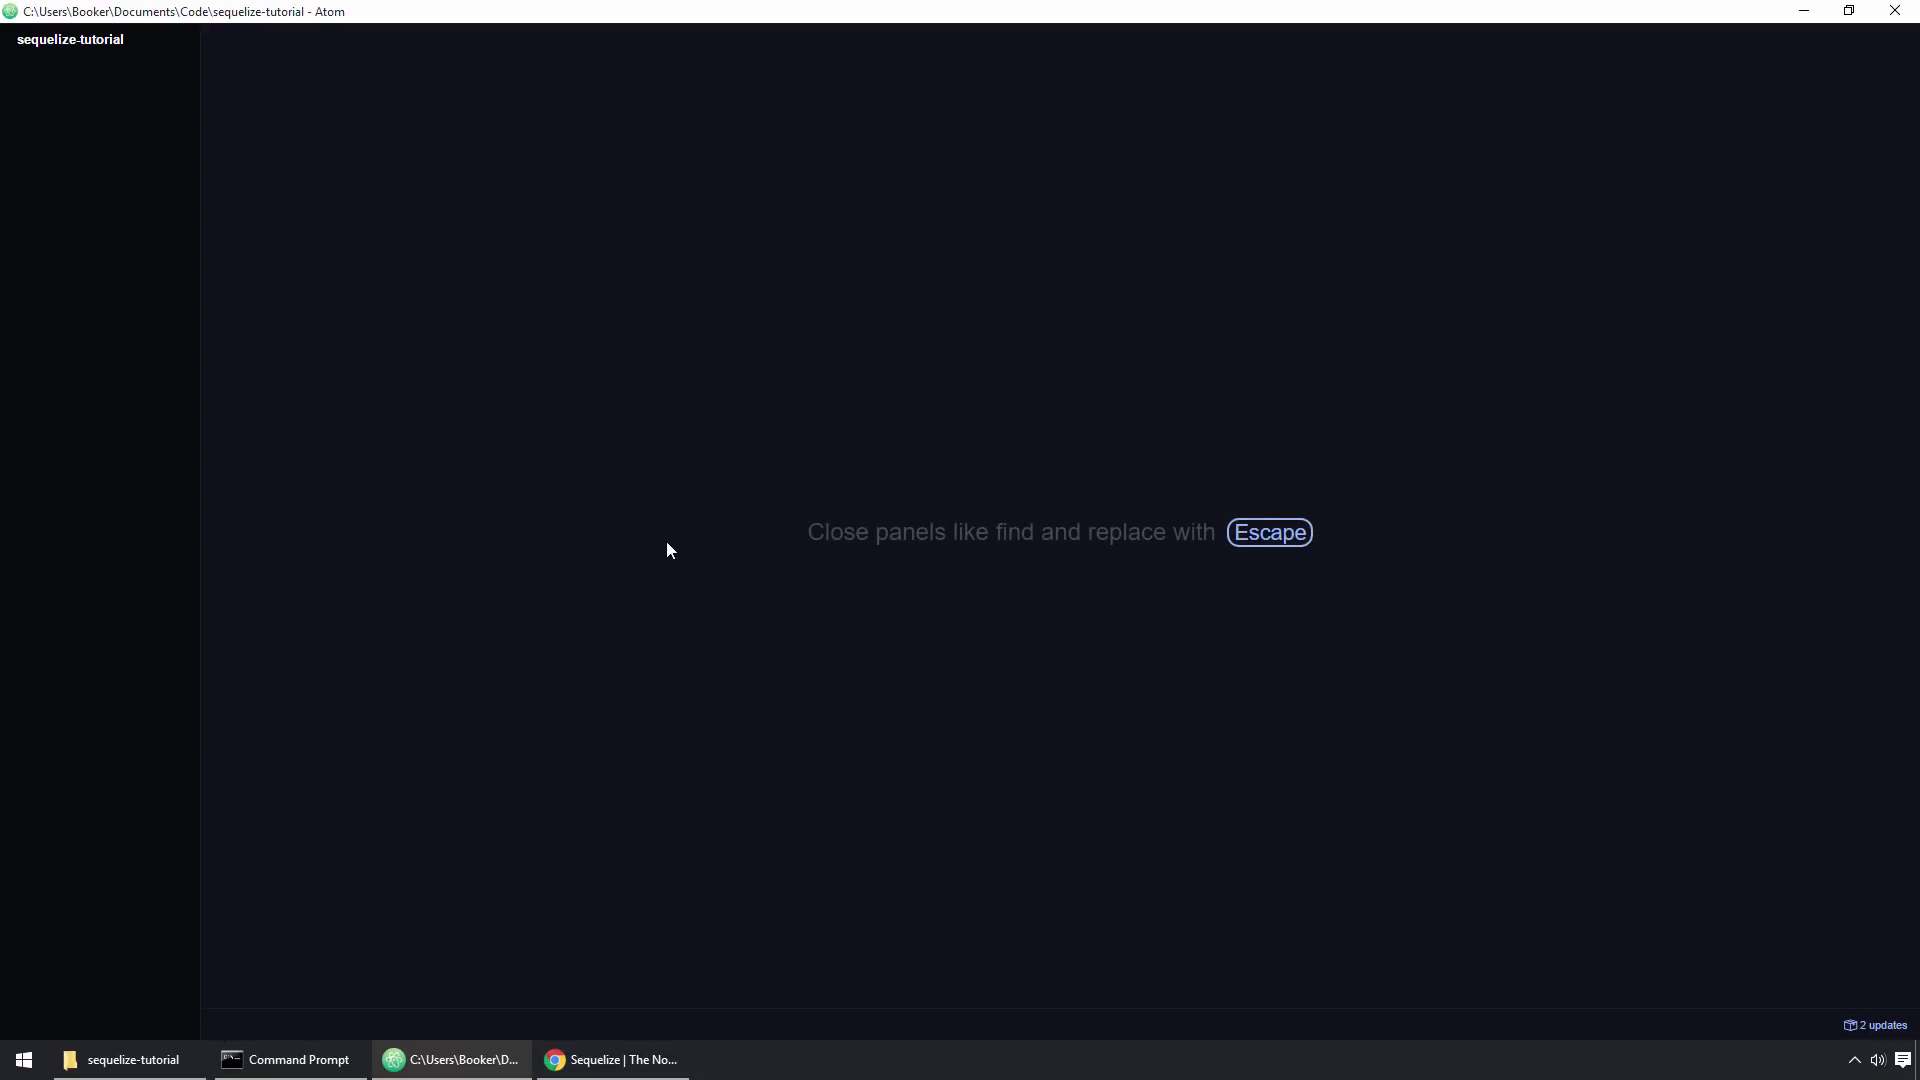 C:\Users\Booker\Documents\Code\sequelize-tutorial - Atom
sequelize-tutorial
Close panels like find and replace with Escape
2 updates
sequelize-tutorial
Command Prompt
C:\Users\Booker\D...
Sequelize | The No...